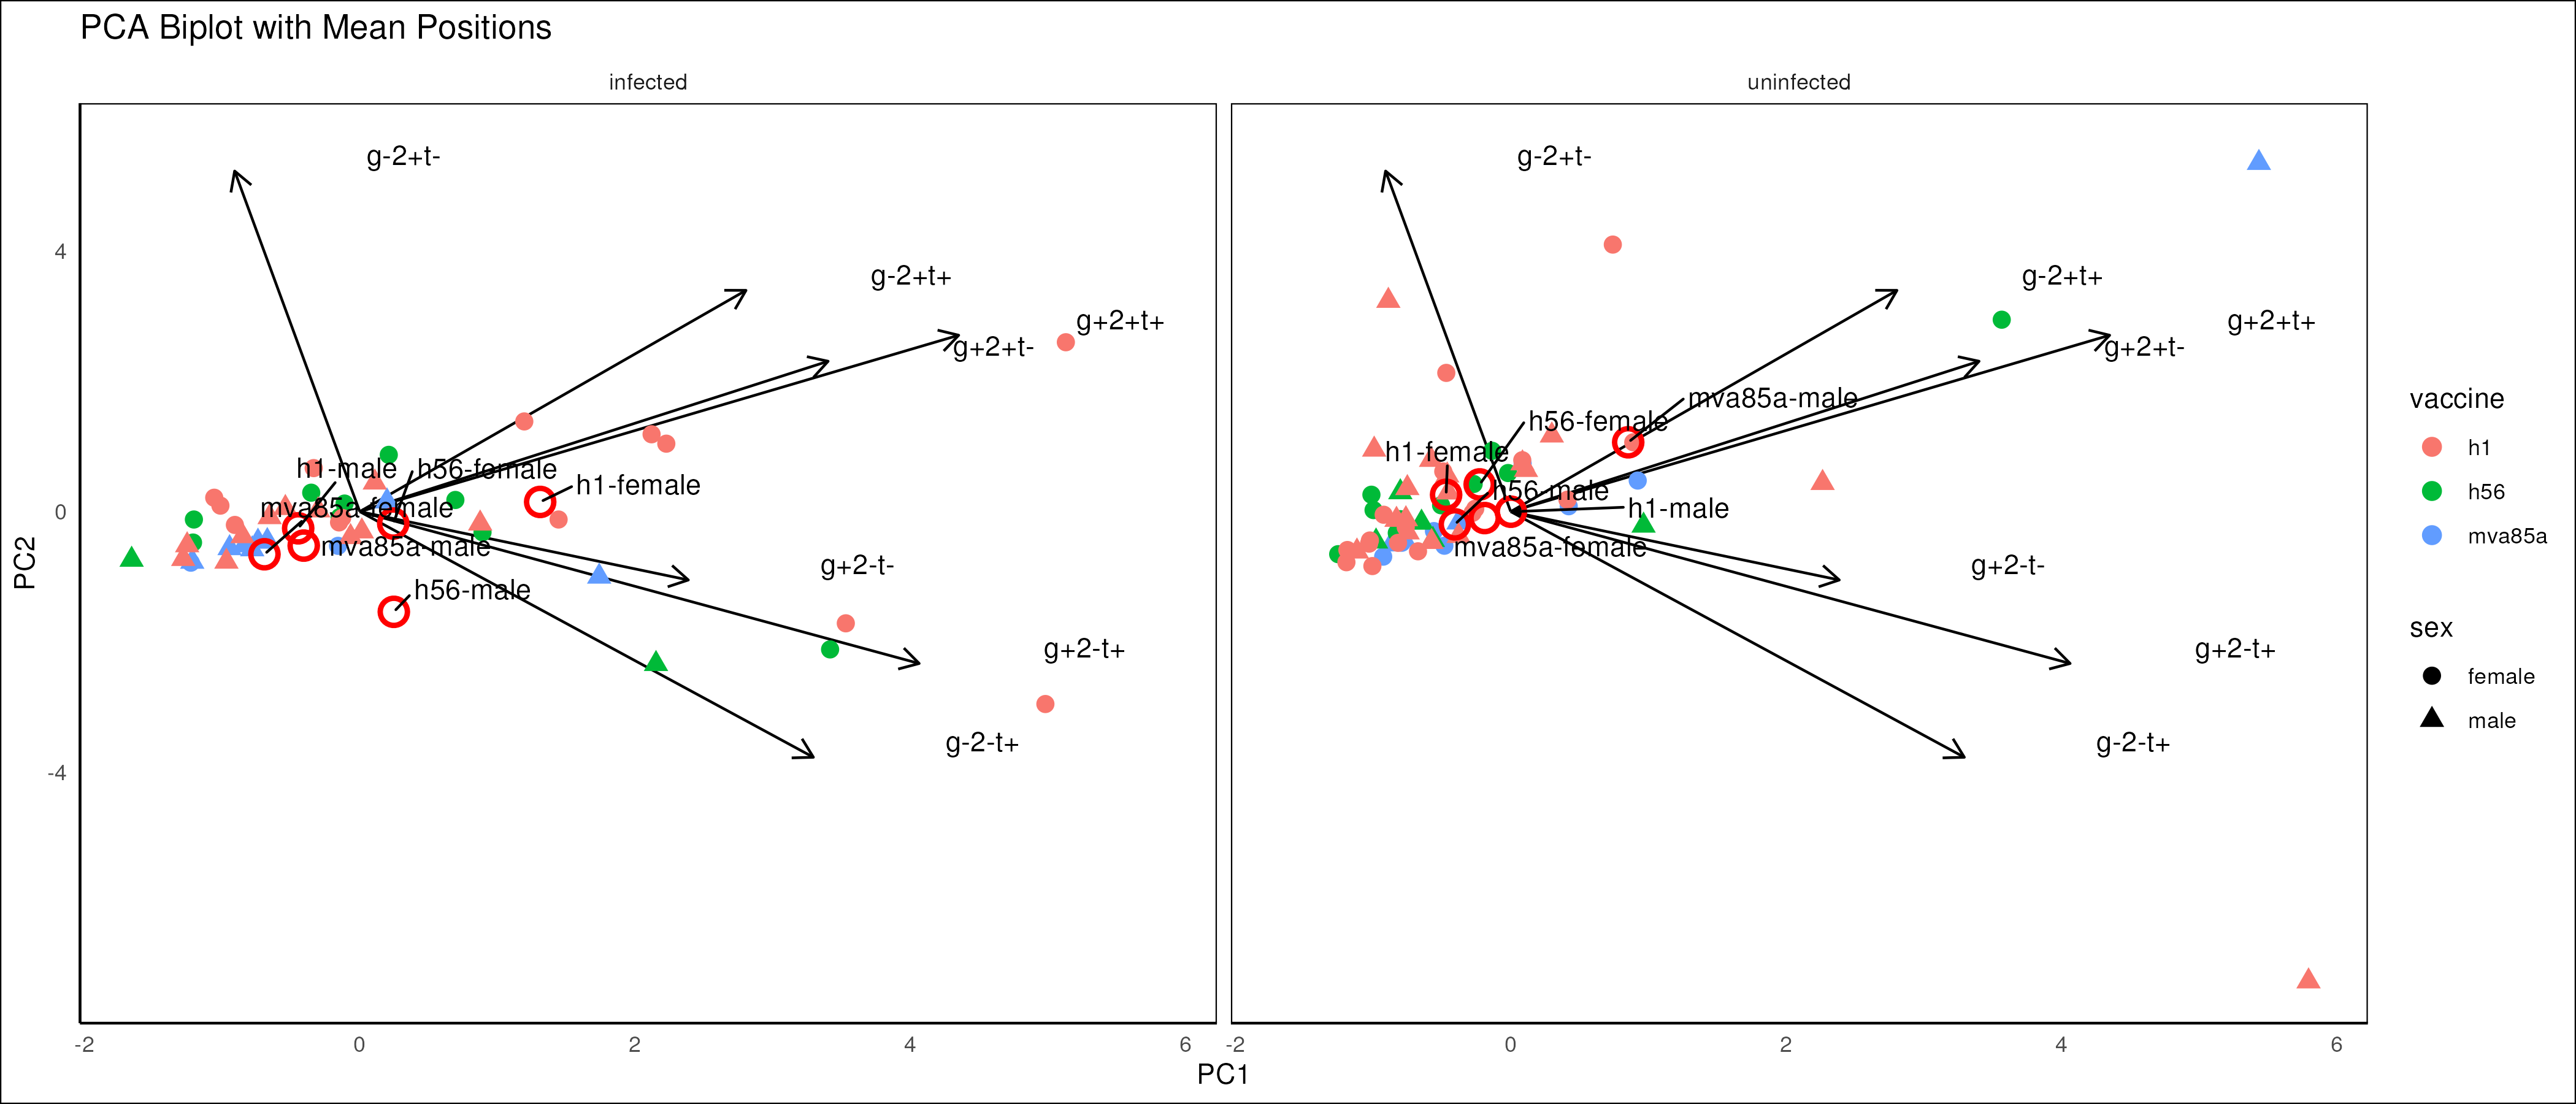 PCA Biplot with Mean Positions
infected
uninfected
g-2+t-
g-2+t+
g+2+t+
g+2+t-
h1-male
h56-female
h1-female
mva85a-female
mva85a-male
h56-male
g+2-t-
g+2-t+
g-2-t+
g-2+t-
g-2+t+
g+2+t+
g+2+t-
mva85a-male
h56-female
h1-female
h56-male
h1-male
mva85a-female
g+2-t-
g+2-t+
g-2-t+
4
0
-4
PC2
-2 0 2 4 6
-2 0 2 4 6
PC1
vaccine
h1
h56
mva85a
sex
female
male